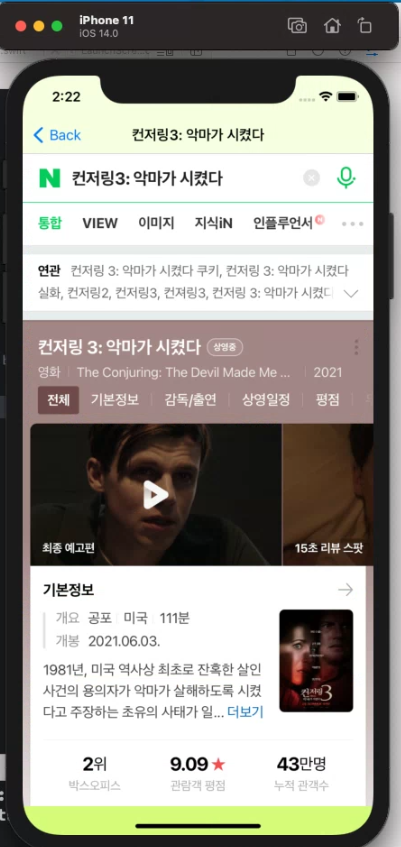 iPhone 11
iOS 14.0
2:22
Back
컨저링3: 악마가 시켰다
N 컨저링3: 악마가 시켰다
통합 VIEW 이미지 지식iN 인플루언서
연관 컨저링 3: 악마가 시켰다 쿠키, 컨저링 3: 악마가 시켰다
실화, 컨저링2, 컨저링3, 컨져링3, 컨저링 3: 악마가 시켰다
컨저링 3: 악마가 시켰다 상영중
영화 The Conjuring: The Devil Made Me ... 2021
전체 기본정보 감독/출연 상영일정 평점
최종 예고편 15초 리뷰 스팟
기본정보
개요 공포 미국 111분
개봉 2021.06.03.
1981년, 미국 역사상 최초로 잔혹한 살인
사건의 용의자가 악마가 살해하도록 시켰
다고 주장하는 초유의 사태가 일... 더보기
컨저링3
2위 9.09 43만명
박스오피스 관람객 평점 누적 관객수